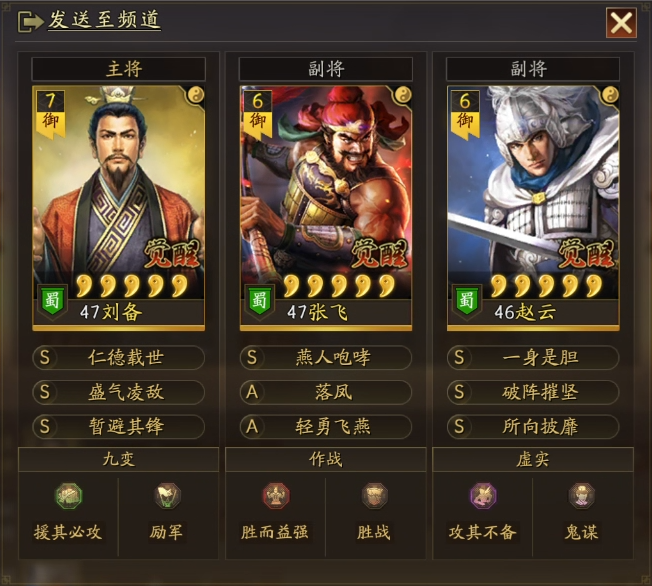 发送至频道
主将
7
御
觉醒
蜀
47刘备
S 仁德载世
S 盛气凌敌
S 暂避其锋
九变
援其必攻
励军
副将
6
御
觉醒
蜀
47张飞
S 燕人咆哮
A 落凤
A 轻勇飞燕
作战
胜而益强
胜战
副将
6
御
觉醒
蜀
46赵云
S 一身是胆
S 破阵摧坚
S 所向披靡
虚实
攻其不备
鬼谋